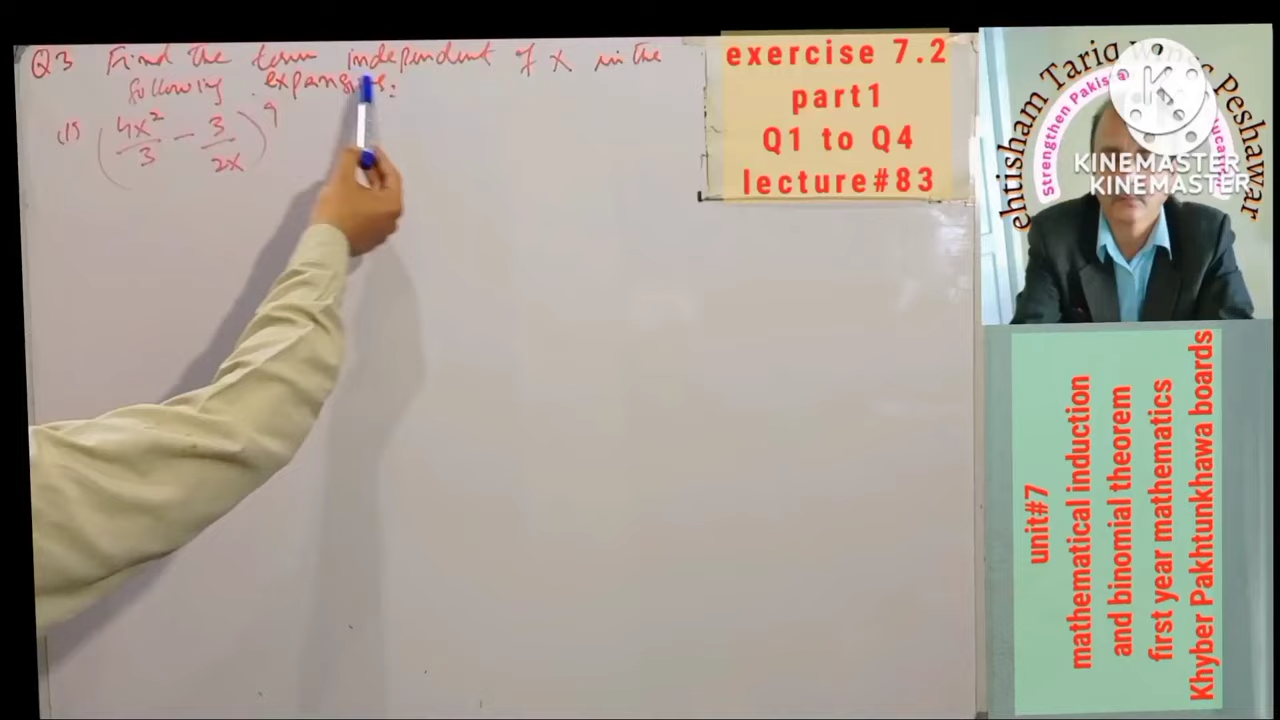 Q3 Find the term independent of x in the
following expansions.
(i) (4x²/3 − 3/2x)⁹
exercise 7.2
part1
Q1 to Q4
lecture#83
ehtisham Tariq Peshawar
Strengthen Pakis
K
KINEMASTER
KINEMASTER
unit#7
mathematical induction
and binomial theorem
first year mathematics
Khyber Pakhtunkhawa boards